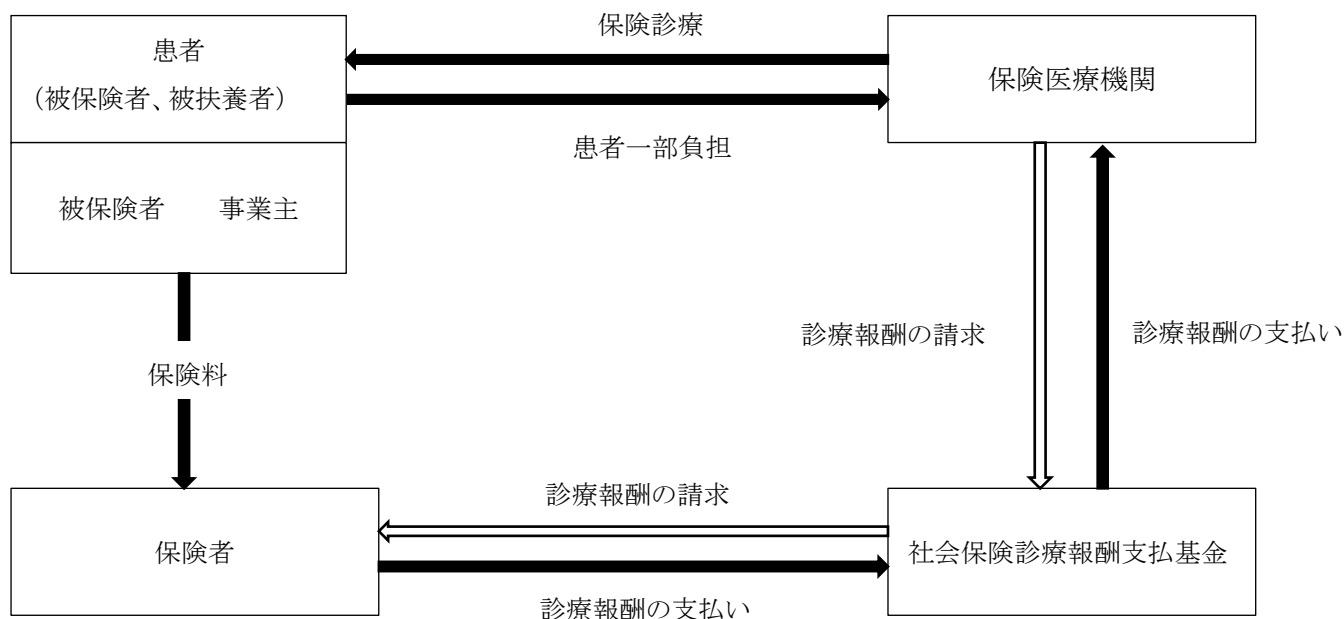 保険診療
患者
（被保険者、被扶養者）
保険医療機関
患者一部負担
被保険者　　事業主
診療報酬の請求
診療報酬の支払い
保険料
診療報酬の請求
保険者
社会保険診療報酬支払基金
診療報酬の支払い